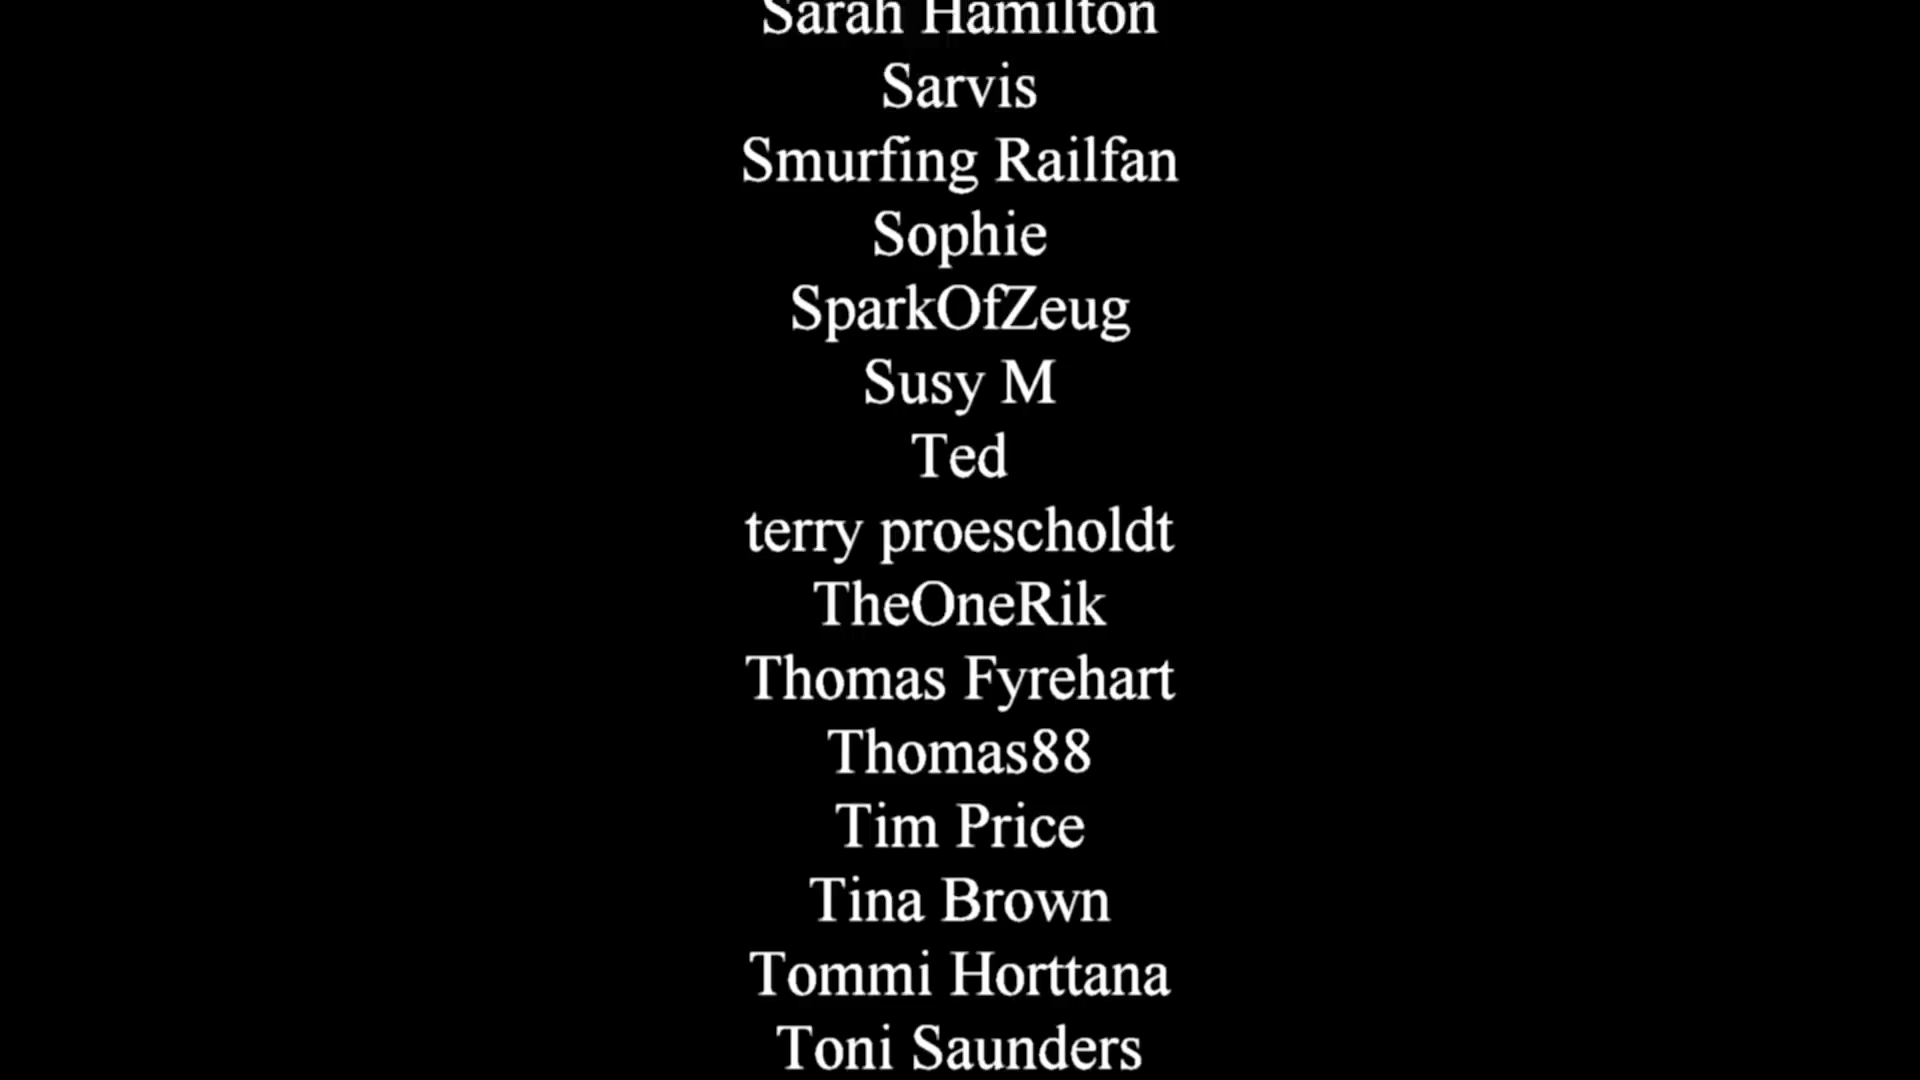 Sarah Hamilton
Sarvis
Smurfing Railfan
Sophie
SparkOfZeug
Susy M
Ted
terry proescholdt
TheOneRik
Thomas Fyrehart
Thomas88
Tim Price
Tina Brown
Tommi Horttana
Toni Saunders